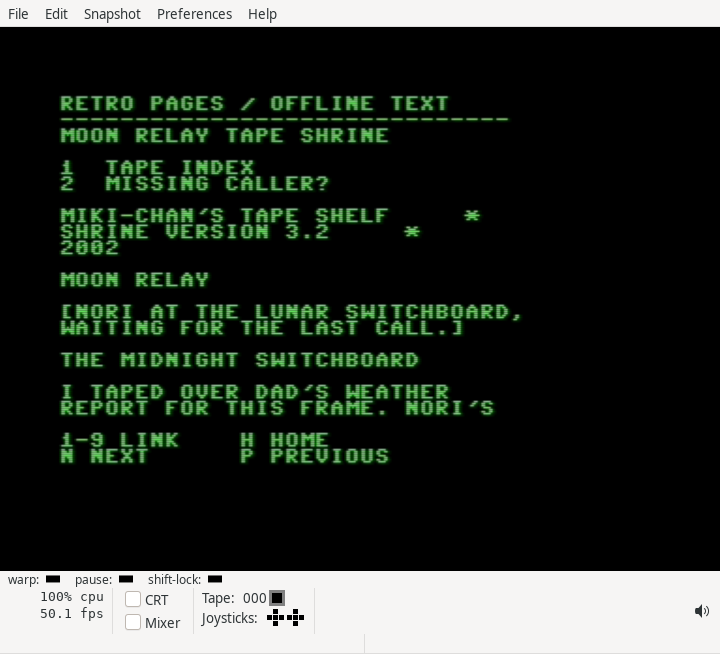 File Edit Snapshot Preferences Help
RETRO PAGES / OFFLINE TEXT
------------------------------
MOON RELAY TAPE SHRINE
1 TAPE INDEX
2 MISSING CALLER?
MIKI-CHAN'S TAPE SHELF *
SHRINE VERSION 3.2 *
2002
MOON RELAY
[NORI AT THE LUNAR SWITCHBOARD,
WAITING FOR THE LAST CALL.]
THE MIDNIGHT SWITCHBOARD
I TAPED OVER DAD'S WEATHER
REPORT FOR THIS FRAME. NORI'S
1-9 LINK H HOME
N NEXT P PREVIOUS
warp: pause: shift-lock:
100% cpu CRT Tape: 000
50.1 fps Mixer Joysticks: